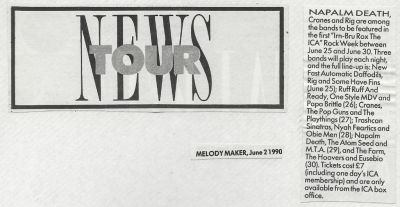 NEWS
TOUR
MELODY MAKER, June 2 1990
NAPALM DEATH,
Cranes and Rig are among
the bands to be featured in
the first "Irn-Bru Rox The
ICA" Rock Week between
June 25 and June 30. Three
bands will play each night,
and the full line-up is: New
Fast Automatic Daffodils,
Rig and Some Have Fins
(June 25); Ruff Ruff And
Ready, One Style MDV and
Papa Brittle (26); Cranes,
The Pop Guns and The
Playthings (27); Trashcan
Sinatras, Nyah Fearties and
Obie Men (28); Napalm
Death, The Atom Seed and
M.T.A. (29), and The Farm,
The Hoovers and Eusebio
(30). Tickets cost £7
(including one day's ICA
membership) and are only
available from the ICA box
office.